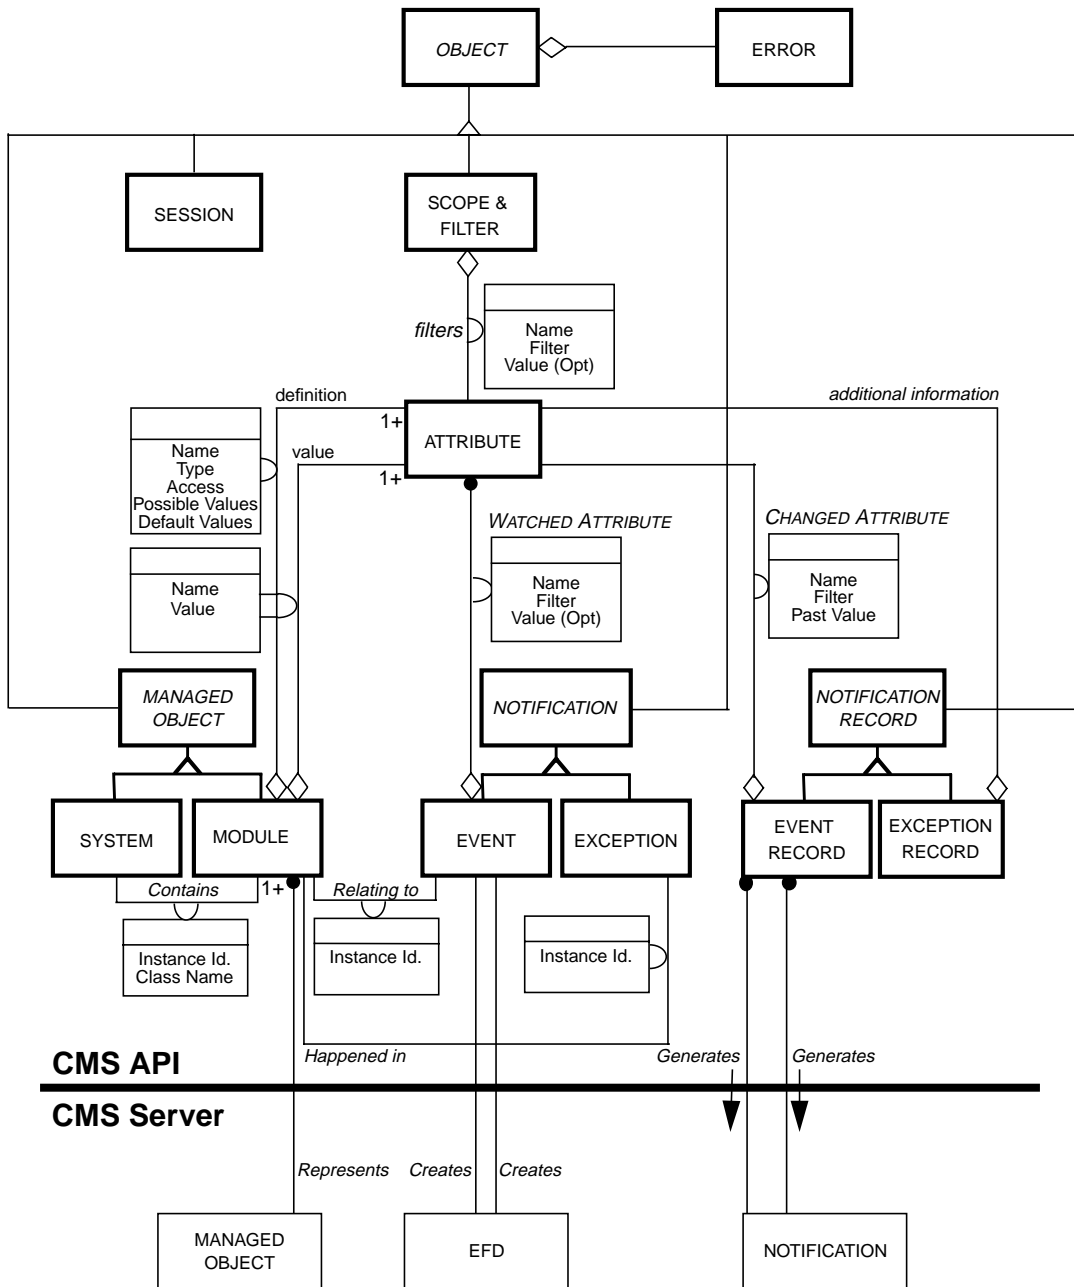 OBJECT
ERROR
SESSION
SCOPE &
FILTER
filters
Name
Filter
Value (Opt)
definition
additional information
1+
ATTRIBUTE
value
1+
Name
Type
Access
Possible Values
Default Values
WATCHED ATTRIBUTE
CHANGED ATTRIBUTE
Name
Value
Name
Filter
Value (Opt)
Name
Filter
Past Value
MANAGED
OBJECT
NOTIFICATION
NOTIFICATION
RECORD
SYSTEM
MODULE
EVENT
EXCEPTION
EVENT
RECORD
EXCEPTION
RECORD
Contains
1+
Relating to
Instance Id.
Class Name
Instance Id.
Instance Id.
CMS API
Happened in
Generates
Generates
CMS Server
Represents
Creates
Creates
MANAGED
OBJECT
EFD
NOTIFICATION